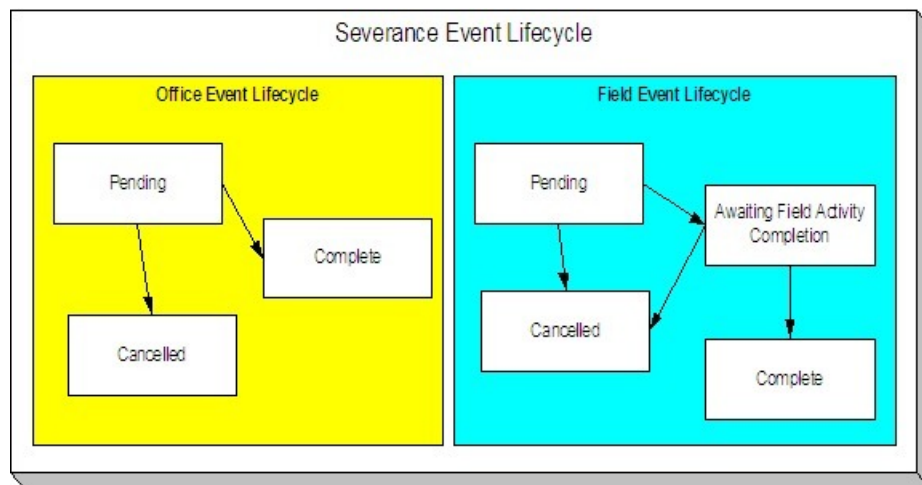 Severance Event Lifecycle
Office Event Lifecycle
Pending
Complete
Cancelled
Field Event Lifecycle
Pending
Awaiting Field Activity
Completion
Cancelled
Complete